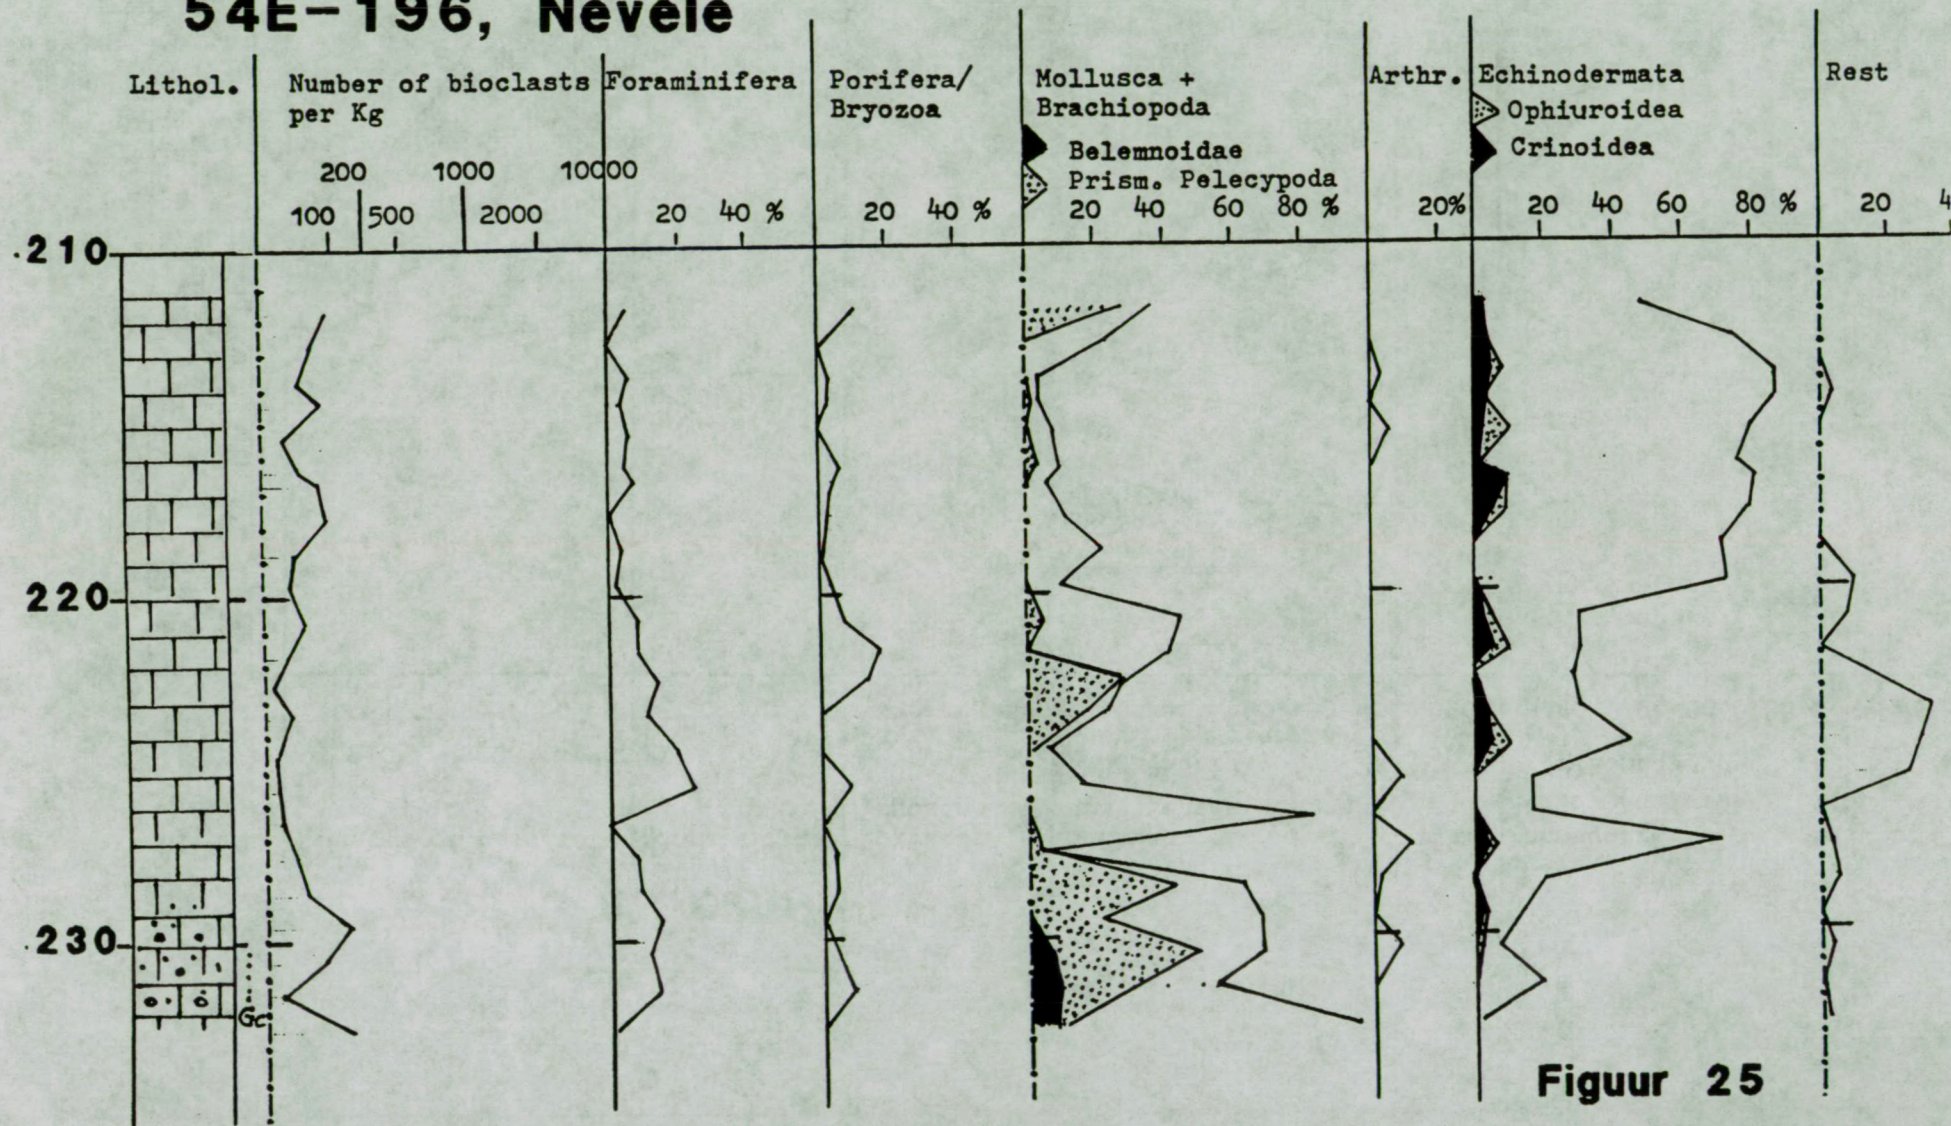 54E-196, Nevele
Lithol.
Number of bioclasts
per Kg
Foraminifera
Porifera/
Bryozoa
Mollusca +
Brachiopoda
Belemnoidae
Prism. Pelecypoda
Arthr.
Echinodermata
Ophiuroidea
Crinoidea
Rest
200 1000 10000
100 500 2000
20 40 %
20 40 %
20 40 60 80 %
20%
20 40 60 80 %
20 4
.210
220
.230
Gc
Figuur 25